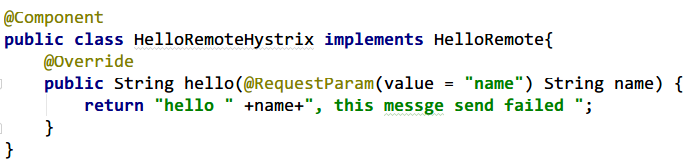 @Component
public class HelloRemoteHystrix implements HelloRemote{
    @Override
    public String hello(@RequestParam(value = "name") String name) {
        return "hello " +name+", this messge send failed ";
    }
}